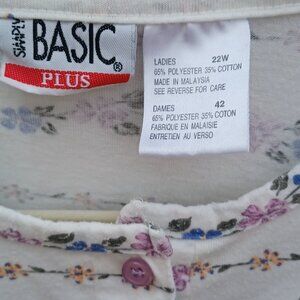 SIMPLY
BASIC®
PLUS
LADIES 22W
65% POLYESTER 35% COTTON
MADE IN MALAYSIA
SEE REVERSE FOR CARE
DAMES 42
65% POLYESTER 35% COTON
FABRIQUE EN MALAISIE
ENTRETIEN AU VERSO